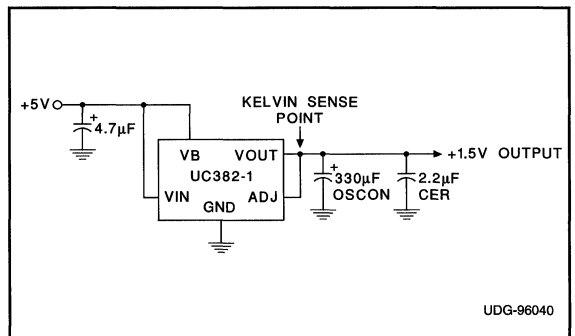 KELVIN SENSE
POINT
+5V
+
4.7µF
VB
VOUT
+1.5V OUTPUT
UC382-1
+
330µF
OSCON
2.2µF
CER
VIN
ADJ
GND
UDG-96040